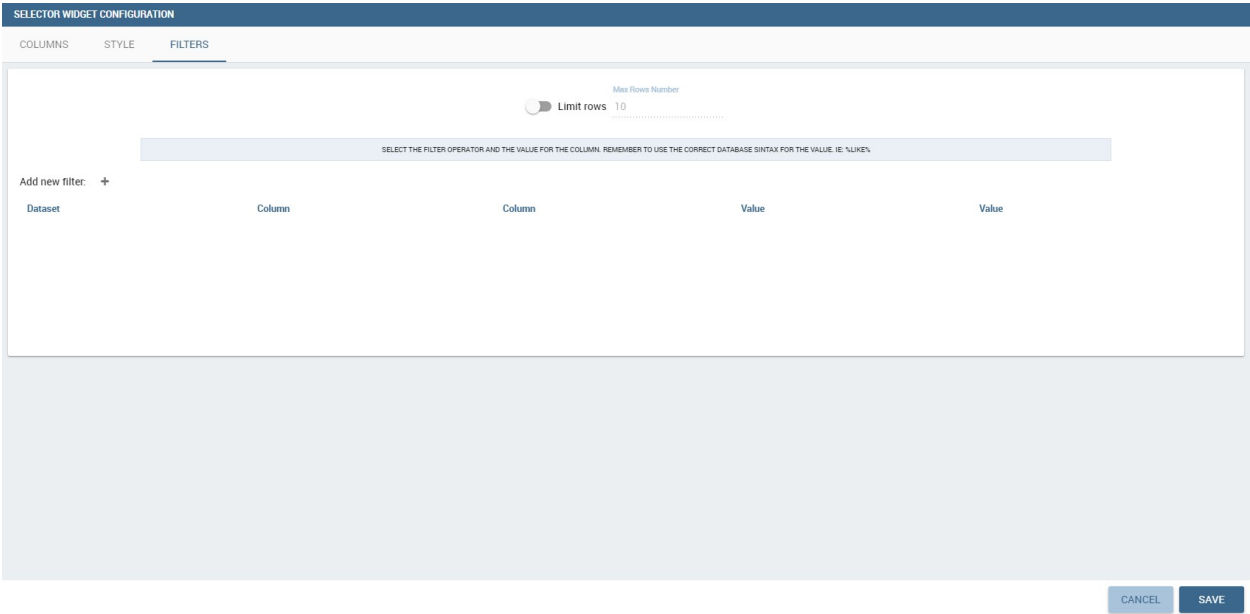 SELECTOR WIDGET CONFIGURATION
COLUMNS STYLE FILTERS
Max Rows Number
Limit rows 10
SELECT THE FILTER OPERATOR AND THE VALUE FOR THE COLUMN. REMEMBER TO USE THE CORRECT DATABASE SINTAX FOR THE VALUE. IE: %LIKE%
Add new filter: +
Dataset Column Column Value Value
CANCEL SAVE